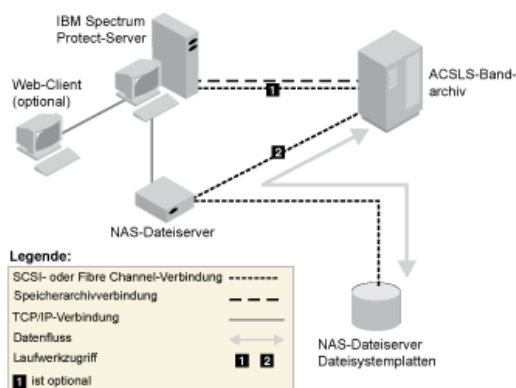 IBM Spectrum
Protect-Server
Web-Client
(optional)
ACSLS-Band-
archiv
1
2
NAS-Dateiserver
Legende:
SCSI- oder Fibre Channel-Verbindung
Speicherarchivverbindung
TCP/IP-Verbindung
Datenfluss
Laufwerkzugriff 1 2
1 ist optional
NAS-Dateiserver
Dateisystemplatten